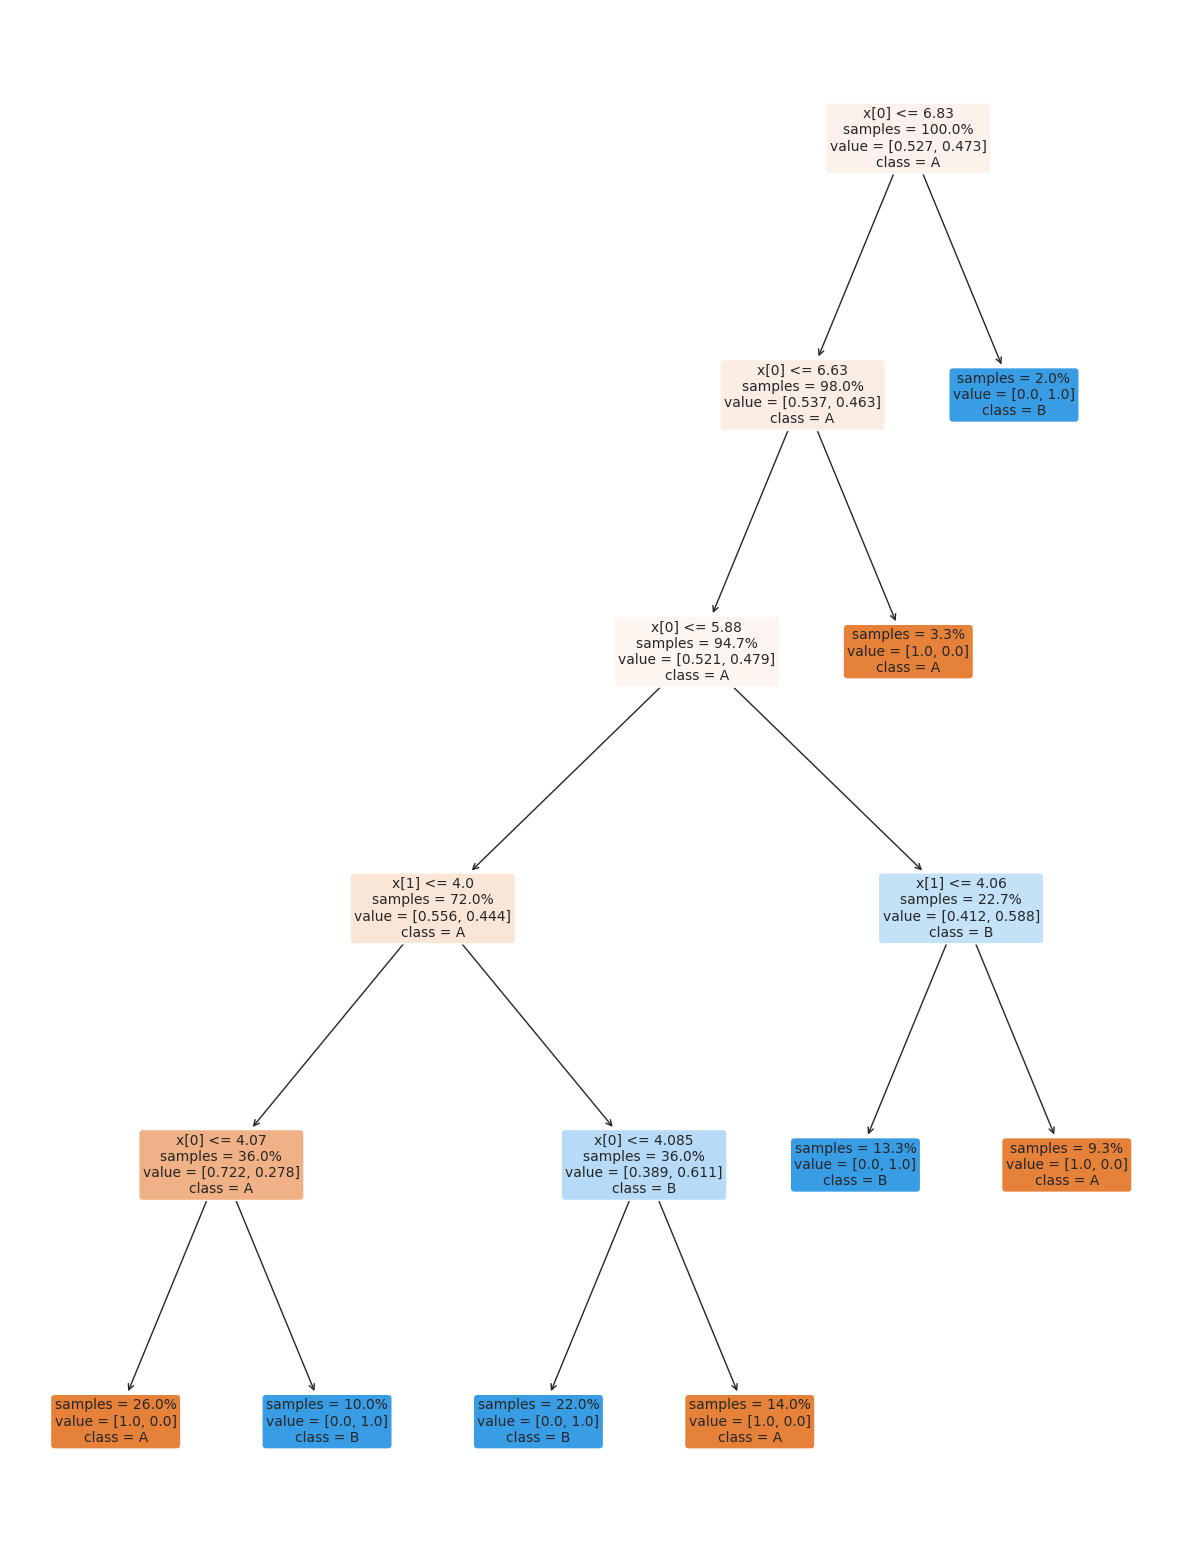 x[0] <= 6.83
samples = 100.0%
value = [0.527, 0.473]
class = A
x[0] <= 6.63
samples = 98.0%
value = [0.537, 0.463]
class = A
samples = 2.0%
value = [0.0, 1.0]
class = B
x[0] <= 5.88
samples = 94.7%
value = [0.521, 0.479]
class = A
samples = 3.3%
value = [1.0, 0.0]
class = A
x[1] <= 4.0
samples = 72.0%
value = [0.556, 0.444]
class = A
x[1] <= 4.06
samples = 22.7%
value = [0.412, 0.588]
class = B
x[0] <= 4.07
samples = 36.0%
value = [0.722, 0.278]
class = A
x[0] <= 4.085
samples = 36.0%
value = [0.389, 0.611]
class = B
samples = 13.3%
value = [0.0, 1.0]
class = B
samples = 9.3%
value = [1.0, 0.0]
class = A
samples = 26.0%
value = [1.0, 0.0]
class = A
samples = 10.0%
value = [0.0, 1.0]
class = B
samples = 22.0%
value = [0.0, 1.0]
class = B
samples = 14.0%
value = [1.0, 0.0]
class = A